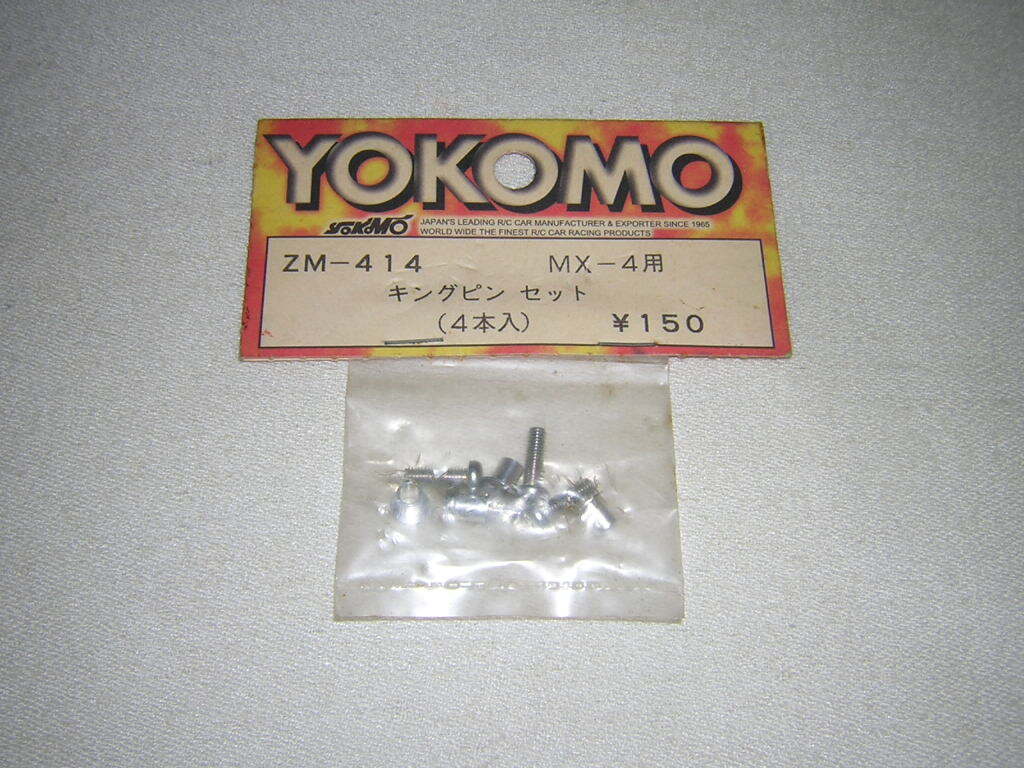 YOKOMO
YOKOMO JAPAN'S LEADING R/C CAR MANUFACTURER & EXPORTER SINCE 1965
WORLD WIDE THE FINEST R/C CAR RACING PRODUCTS
ZM-414 MX-4用
キングピン セット
(4本入) ¥150